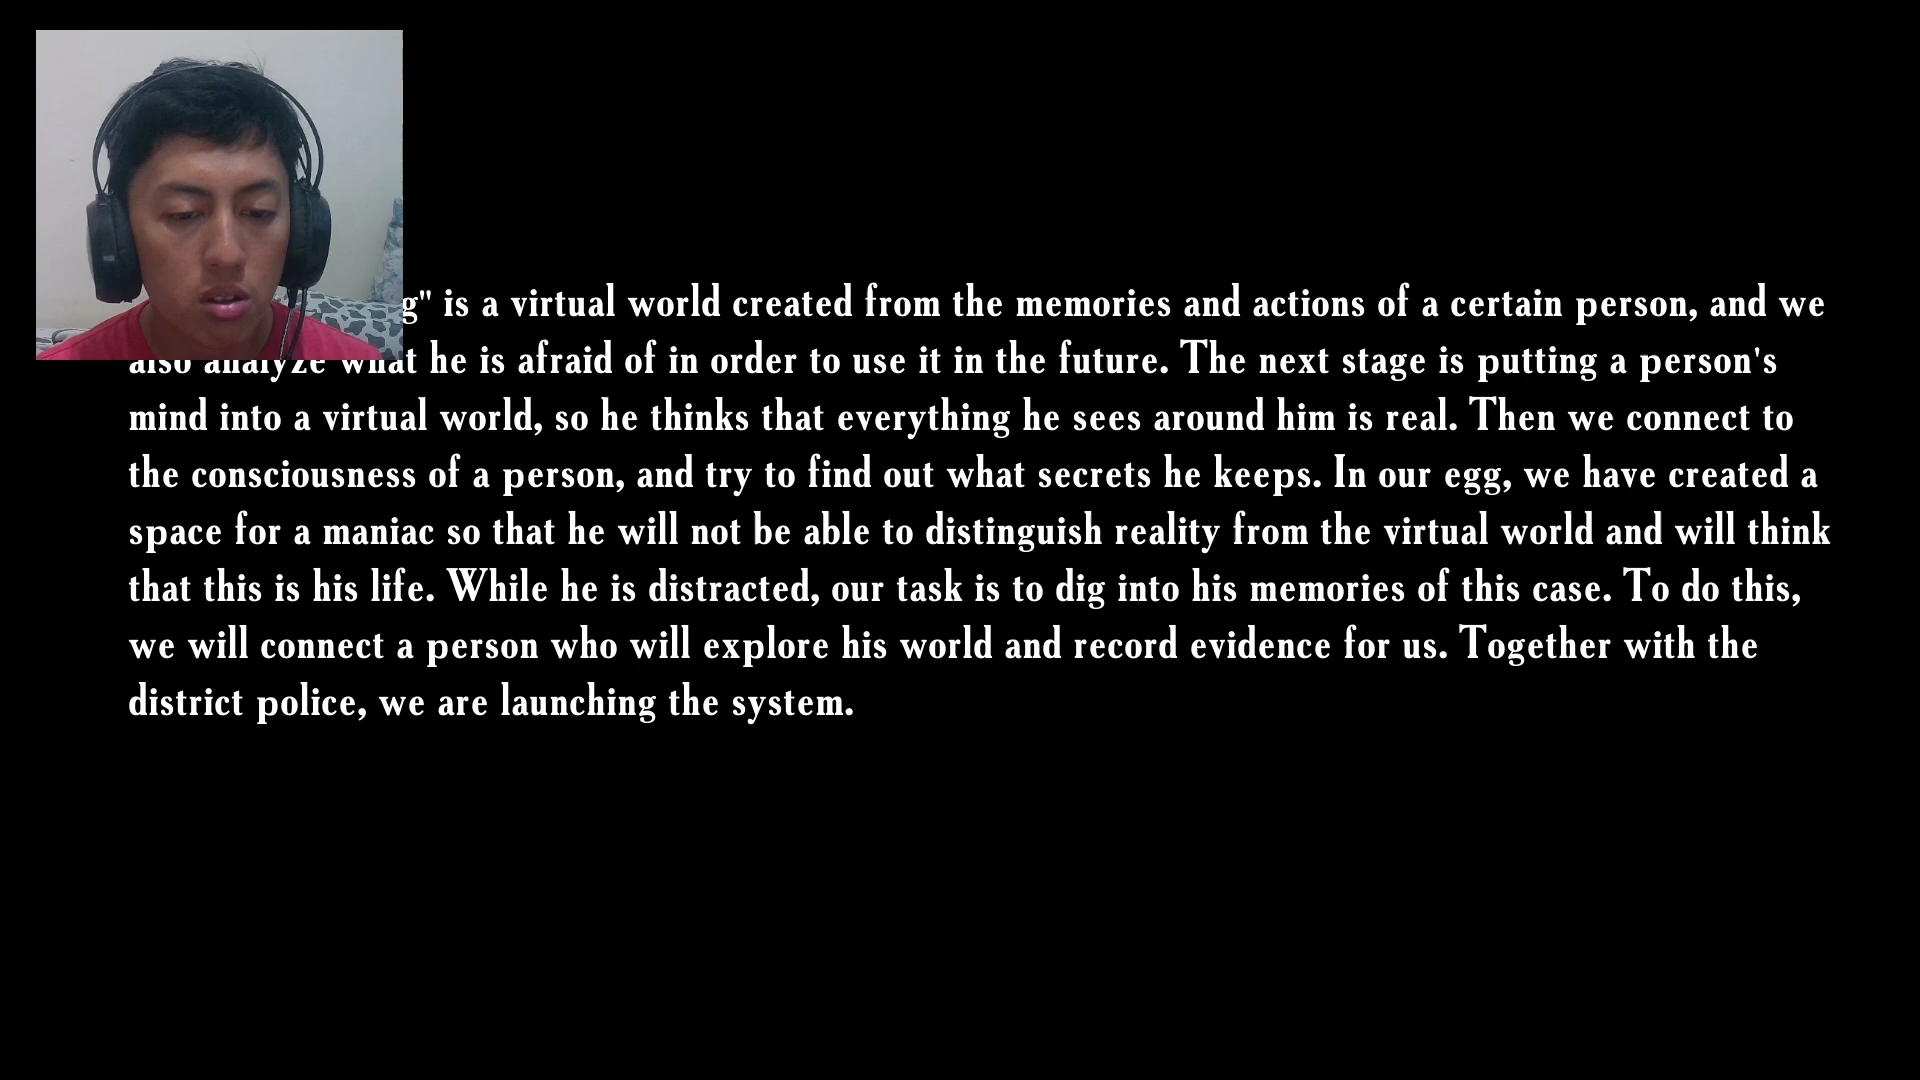 g" is a virtual world created from the memories and actions of a certain person, and we
also analyze what he is afraid of in order to use it in the future. The next stage is putting a person's
mind into a virtual world, so he thinks that everything he sees around him is real. Then we connect to
the consciousness of a person, and try to find out what secrets he keeps. In our egg, we have created a
space for a maniac so that he will not be able to distinguish reality from the virtual world and will think
that this is his life. While he is distracted, our task is to dig into his memories of this case. To do this,
we will connect a person who will explore his world and record evidence for us. Together with the
district police, we are launching the system.